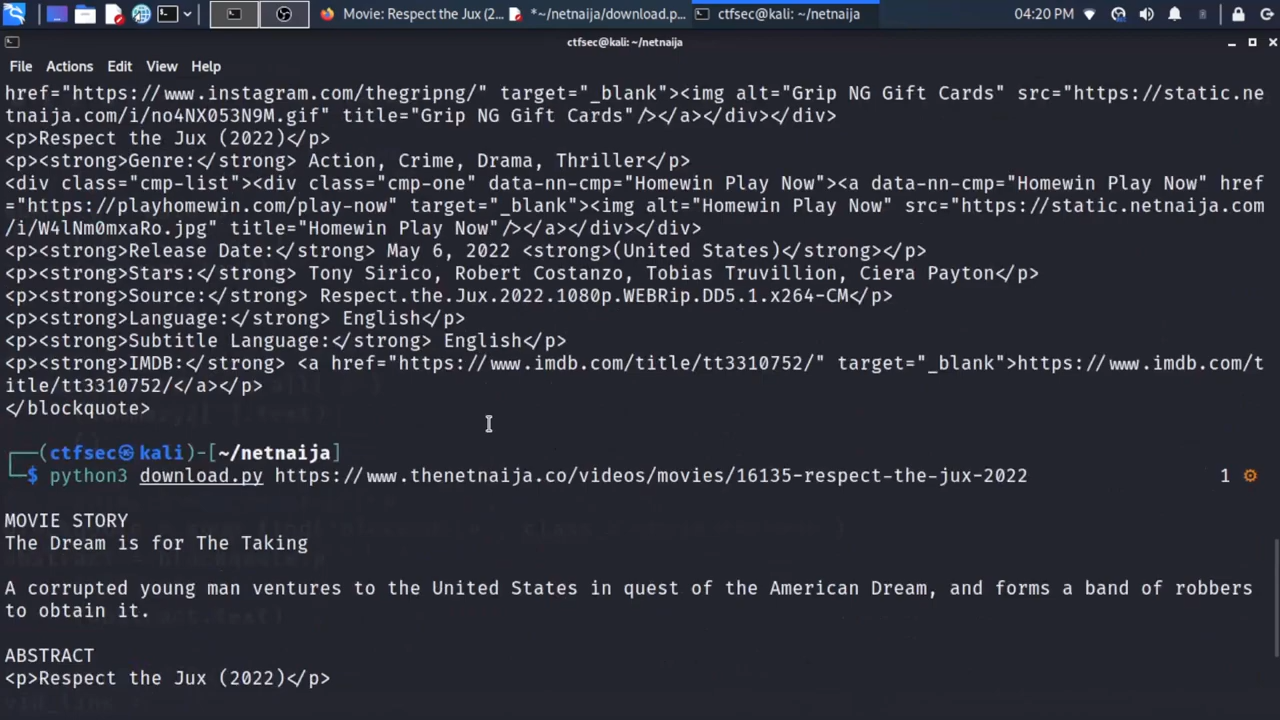 Movie: Respect the Jux (2...
*~/netnaija/download.p...
ctfsec@kali: ~/netnaija
04:20 PM
ctfsec@kali: ~/netnaija
File Actions Edit View Help
href="https://www.instagram.com/thegripng/" target="_blank"><img alt="Grip NG Gift Cards" src="https://static.ne
tnaija.com/i/no4NX053N9M.gif" title="Grip NG Gift Cards"/></a></div></div>
<p>Respect the Jux (2022)</p>
<p><strong>Genre:</strong> Action, Crime, Drama, Thriller</p>
<div class="cmp-list"><div class="cmp-one" data-nn-cmp="Homewin Play Now"><a data-nn-cmp="Homewin Play Now" href
="https://playhomewin.com/play-now" target="_blank"><img alt="Homewin Play Now" src="https://static.netnaija.com
/i/W4lNm0mxaRo.jpg" title="Homewin Play Now"/></a></div></div>
<p><strong>Release Date:</strong> May 6, 2022 <strong>(United States)</strong></p>
<p><strong>Stars:</strong> Tony Sirico, Robert Costanzo, Tobias Truvillion, Ciera Payton</p>
<p><strong>Source:</strong> Respect.the.Jux.2022.1080p.WEBRip.DD5.1.x264-CM</p>
<p><strong>Language:</strong> English</p>
<p><strong>Subtitle Language:</strong> English</p>
<p><strong>IMDB:</strong> <a href="https://www.imdb.com/title/tt3310752/" target="_blank">https://www.imdb.com/t
itle/tt3310752/</a></p>
</blockquote>
(ctfsec㉿kali)-[~/netnaija]
$ python3 download.py https://www.thenetnaija.co/videos/movies/16135-respect-the-jux-2022 1
MOVIE STORY
The Dream is for The Taking
A corrupted young man ventures to the United States in quest of the American Dream, and forms a band of robbers
to obtain it.
ABSTRACT
<p>Respect the Jux (2022)</p>